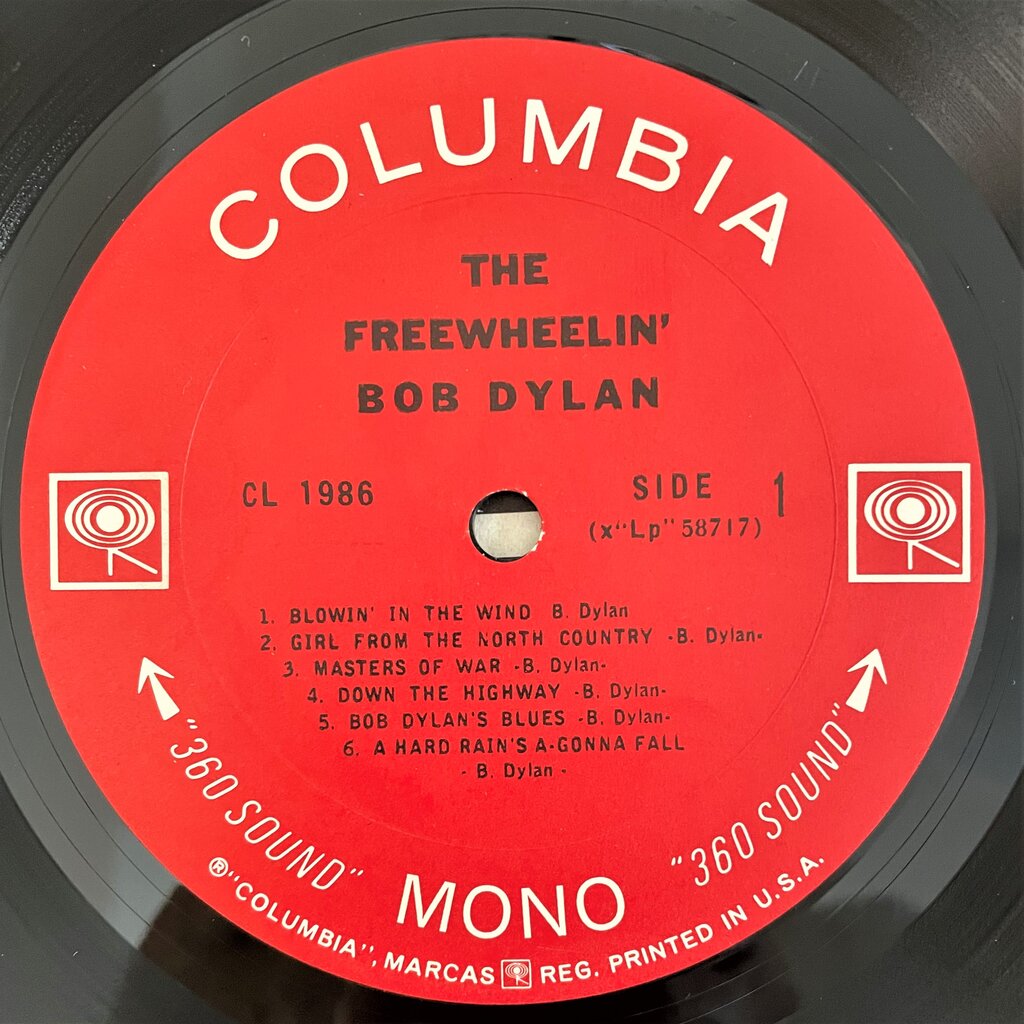 COLUMBIA
THE
FREEWHEELIN'
BOB DYLAN
CL 1986
SIDE 1
(x"Lp" 58717)
1. BLOWIN' IN THE WIND B. Dylan
2. GIRL FROM THE NORTH COUNTRY -B. Dylan-
3. MASTERS OF WAR -B. Dylan-
4. DOWN THE HIGHWAY -B. Dylan-
5. BOB DYLAN'S BLUES -B. Dylan-
6. A HARD RAIN'S A-GONNA FALL
- B. Dylan -
"360 SOUND" MONO "360 SOUND"
®"COLUMBIA", MARCAS REG. PRINTED IN U.S.A.